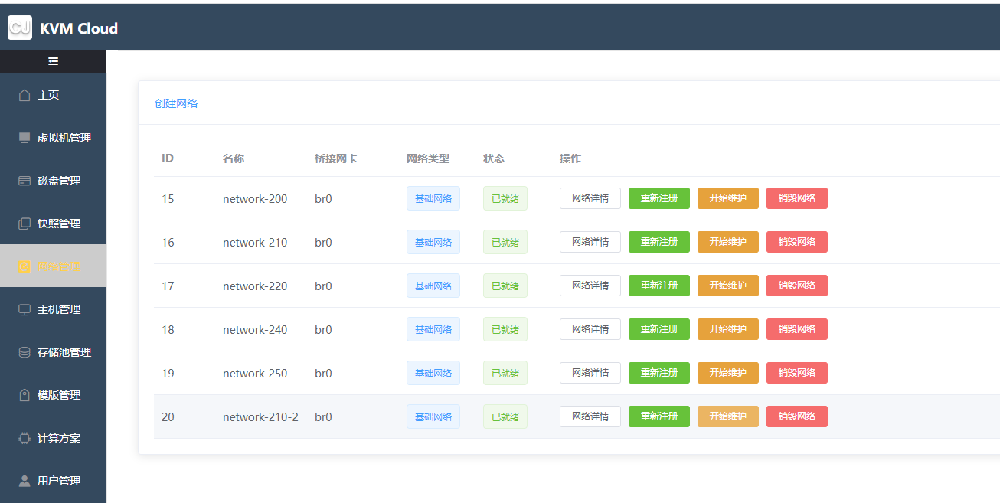 CJ KVM Cloud
主页
虚拟机管理
磁盘管理
快照管理
网络管理
主机管理
存储池管理
模版管理
计算方案
用户管理
创建网络
ID 名称 桥接网卡 网络类型 状态 操作
15 network-200 br0 基础网络 已就绪 网络详情 重新注册 开始维护 销毁网络
16 network-210 br0 基础网络 已就绪 网络详情 重新注册 开始维护 销毁网络
17 network-220 br0 基础网络 已就绪 网络详情 重新注册 开始维护 销毁网络
18 network-240 br0 基础网络 已就绪 网络详情 重新注册 开始维护 销毁网络
19 network-250 br0 基础网络 已就绪 网络详情 重新注册 开始维护 销毁网络
20 network-210-2 br0 基础网络 已就绪 网络详情 重新注册 开始维护 销毁网络